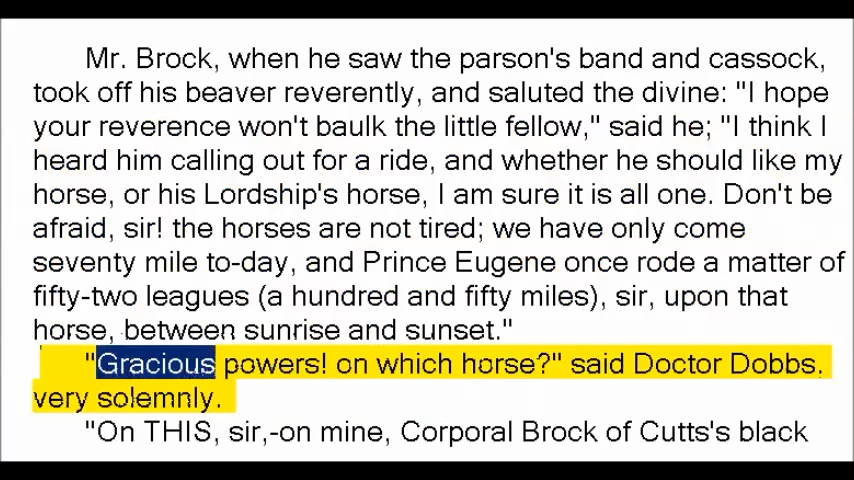 Mr. Brock, when he saw the parson's band and cassock,
took off his beaver reverently, and saluted the divine: "I hope
your reverence won't baulk the little fellow," said he; "I think I
heard him calling out for a ride, and whether he should like my
horse, or his Lordship's horse, I am sure it is all one. Don't be
afraid, sir! the horses are not tired; we have only come
seventy mile to-day, and Prince Eugene once rode a matter of
fifty-two leagues (a hundred and fifty miles), sir, upon that
horse, between sunrise and sunset."
"Gracious powers! on which horse?" said Doctor Dobbs,
very solemnly.
"On THIS, sir,-on mine, Corporal Brock of Cutts's black